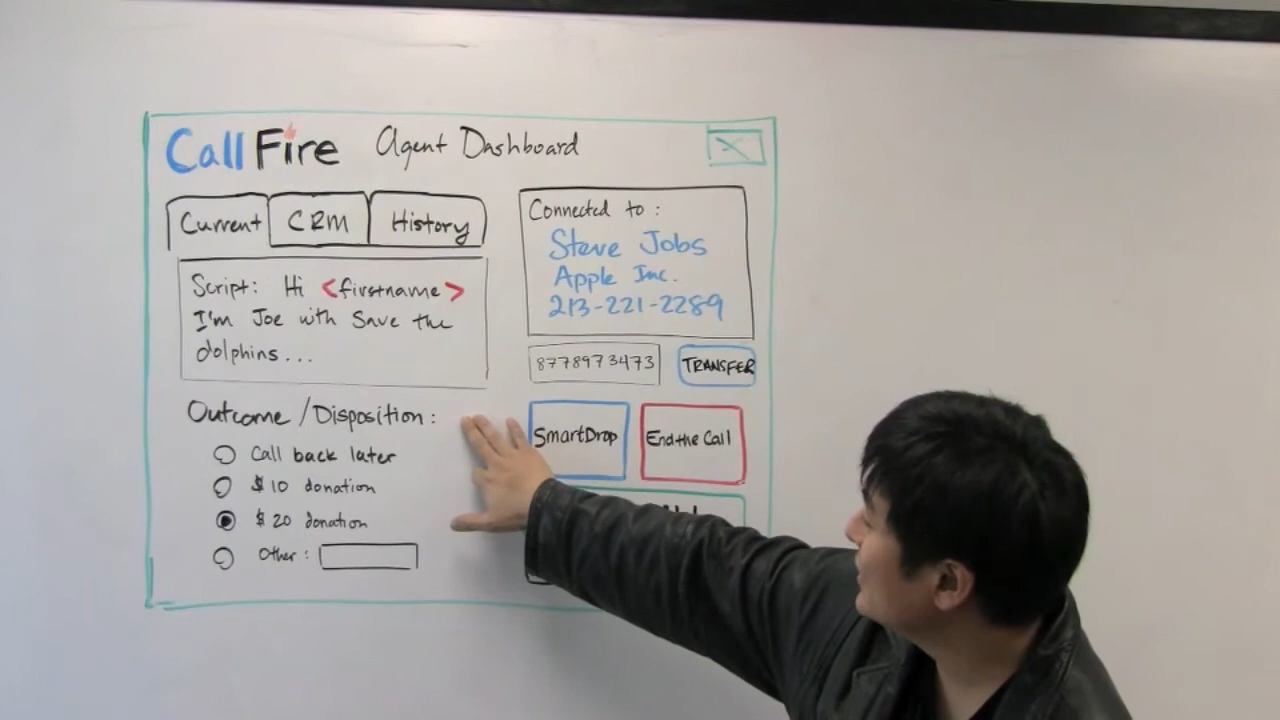 CallFire Agent Dashboard
X
Current CRM History
Script: Hi <firstname>
I'm Joe with Save the
dolphins...
Outcome/Disposition:
Call back later
$10 donation
$20 donation
Other:
Connected to:
Steve Jobs
Apple Inc.
213-221-2289
8778973473 TRANSFER
SmartDrop End the Call